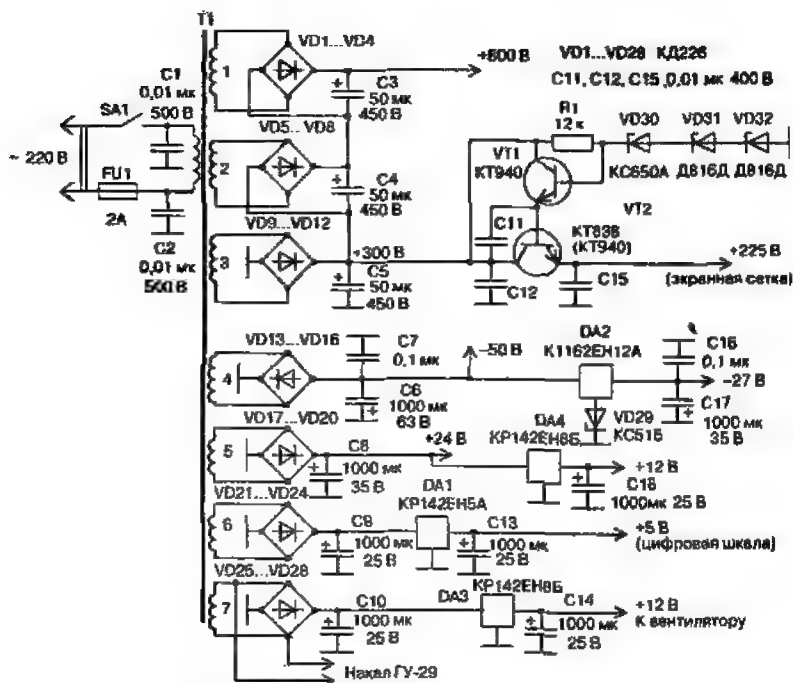 T1
VD1...VD4
1
C1
0,01 мк
500 В
SA1
~ 220 В
FU1
2А
C2
0,01 мк
500 В
C3
50 мк
450 В
+600 В
VD1...VD28 КД226
C11, C12, C15, 0,01 мк 400 В
VD5...VD8
2
C4
50 мк
450 В
R1
12 к
VD30
VD31
VD32
VT1
КТ940
КС650А
Д816Д
Д816Д
VD9...VD12
3
+300 В
C5
50 мк
450 В
C11
C12
VT2
КТ838
(КТ940)
C15
+225 В
(экранная сетка)
VD13...VD16
4
C7
0,1 мк
C6
1000 мк
63 В
–50 В
DA2
К1162ЕН12А
VD29
КС515
C16
0,1 мк
–27 В
C17
1000 мк
35 В
VD17...VD20
5
C8
1000 мк
35 В
+24 В
DA4
КР142ЕН8Б
+12 В
C18
1000мк 25 В
VD21...VD24
6
C9
1000 мк
25 В
DA1
КР142ЕН5А
C13
1000 мк
25 В
+5 В
(цифровая шкала)
VD25...VD28
7
C10
1000 мк
25 В
DA3
КР142ЕН8Б
C14
1000 мк
25 В
+12 В
К вентилятору
Накал ГУ-29